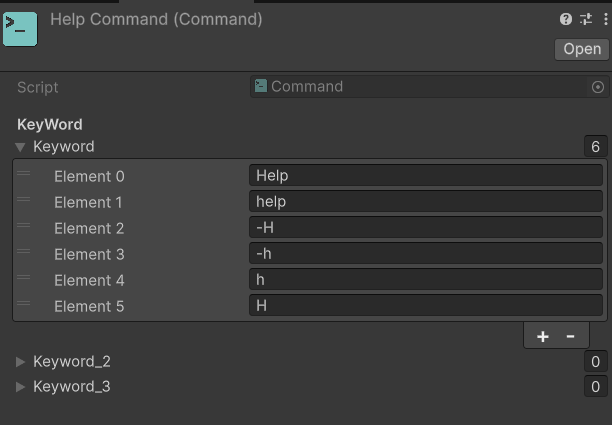 Help Command (Command)
Open
Script Command
KeyWord
Keyword 6
Element 0 Help
Element 1 help
Element 2 -H
Element 3 -h
Element 4 h
Element 5 H
+ -
Keyword_2 0
Keyword_3 0